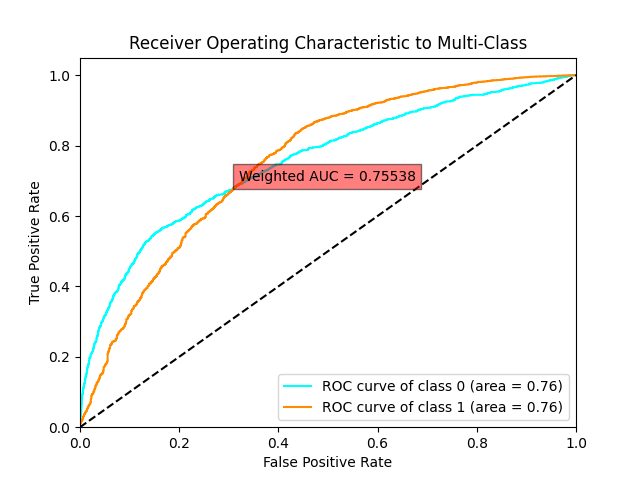 Receiver Operating Characteristic to Multi-Class
1.0
0.8
0.6
0.4
0.2
0.0
True Positive Rate
Weighted AUC = 0.75538
ROC curve of class 0 (area = 0.76)
ROC curve of class 1 (area = 0.76)
0.0 0.2 0.4 0.6 0.8 1.0
False Positive Rate